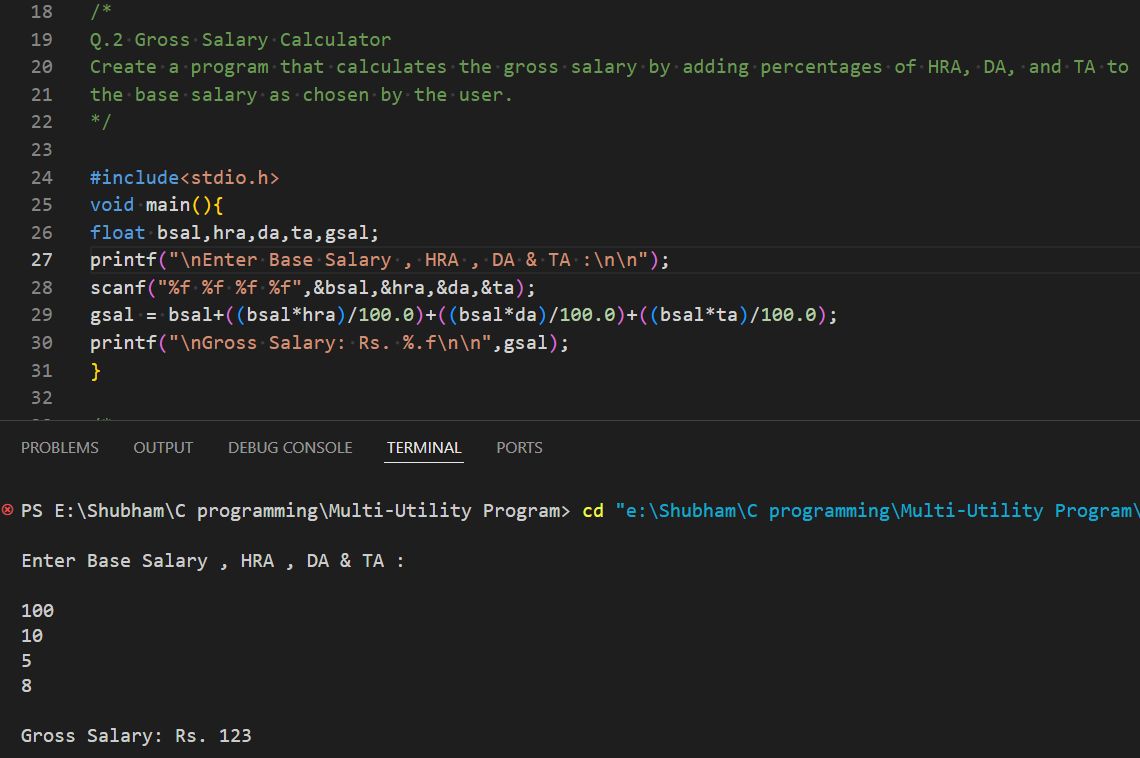 18 /*
19 Q.2 Gross Salary Calculator
20 Create a program that calculates the gross salary by adding percentages of HRA, DA, and TA to
21 the base salary as chosen by the user.
22 */
23
24 #include<stdio.h>
25 void main(){
26 float bsal,hra,da,ta,gsal;
27 printf("\nEnter Base Salary , HRA , DA & TA :\n\n");
28 scanf("%f %f %f %f",&bsal,&hra,&da,&ta);
29 gsal = bsal+((bsal*hra)/100.0)+((bsal*da)/100.0)+((bsal*ta)/100.0);
30 printf("\nGross Salary: Rs. %.f\n\n",gsal);
31 }
32
PROBLEMS OUTPUT DEBUG CONSOLE TERMINAL PORTS
PS E:\Shubham\C programming\Multi-Utility Program> cd "e:\Shubham\C programming\Multi-Utility Program\
Enter Base Salary , HRA , DA & TA :
100
10
5
8
Gross Salary: Rs. 123